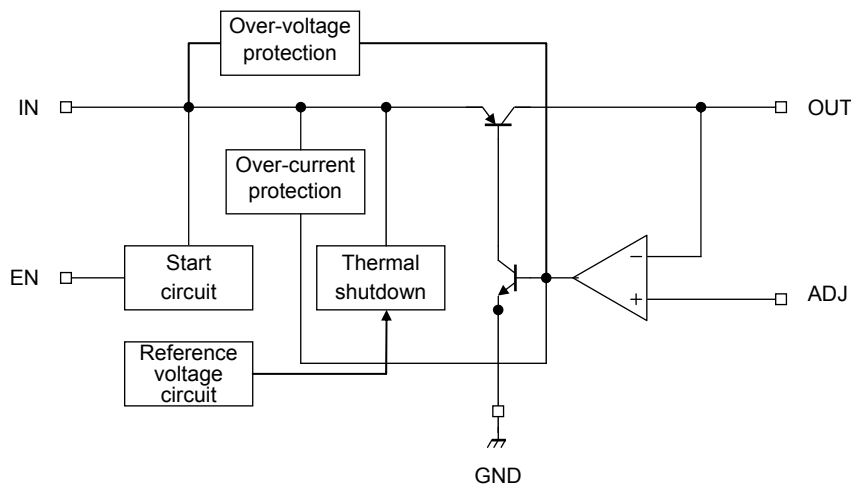 Over-voltage
protection
IN
OUT
Over-current
protection
EN
Start
circuit
Thermal
shutdown
−
+
ADJ
Reference
voltage
circuit
GND